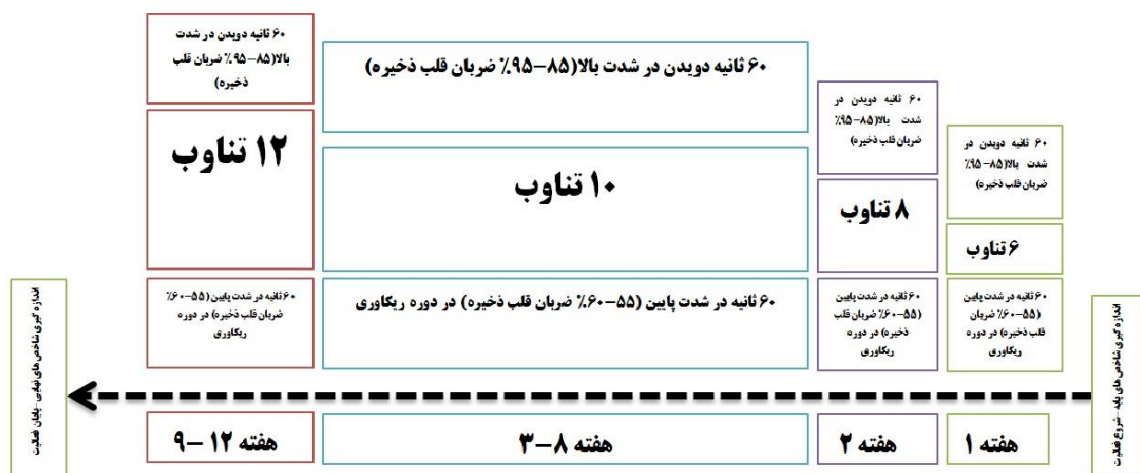 اندازه گیری شاخص های پایه - شروع فعالیت
۶۰ ثانیه دویدن در
شدت بالا(۸۵-۹۵٪
ضربان قلب ذخیره)
۶ تناوب
۶۰ ثانیه در شدت پایین
(۵۵-۶۰٪ ضربان
قلب ذخیره) در دوره
ریکاوری
هفته ۱
۶۰ ثانیه دویدن در
شدت بالا(۸۵-۹۵٪
ضربان قلب ذخیره)
۸ تناوب
۶۰ ثانیه در شدت پایین
(۵۵-۶۰٪ ضربان قلب
ذخیره) در دوره
ریکاوری
هفته ۲
۶۰ ثانیه دویدن در شدت بالا(۸۵-۹۵٪ ضربان قلب ذخیره)
۱۰ تناوب
۶۰ ثانیه در شدت پایین (۵۵-۶۰٪ ضربان قلب ذخیره) در دوره ریکاوری
هفته ۸-۳
۶۰ ثانیه دویدن در شدت
بالا(۸۵-۹۵٪ ضربان قلب
ذخیره)
۱۲ تناوب
۶۰ ثانیه در شدت پایین (۵۵-۶۰٪
ضربان قلب ذخیره) در دوره
ریکاوری
هفته ۱۲-۹
اندازه گیری شاخص های نهایی - پایان فعالیت